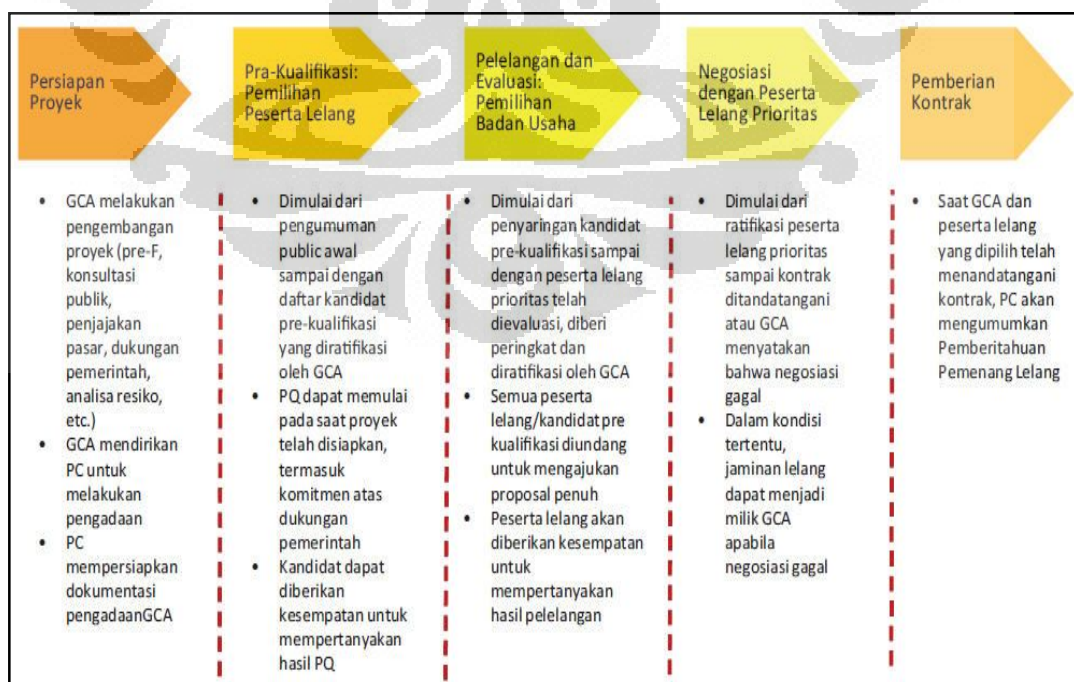 Persiapan
Proyek
Pra-Kualifikasi:
Pemilihan
Peserta Lelang
Pelelangan dan
Evaluasi:
Pemilihan
Badan Usaha
Negosiasi
dengan Peserta
Lelang Prioritas
Pemberian
Kontrak
• GCA melakukan
pengembangan
proyek (pre-F,
konsultasi
publik,
penjajakan
pasar, dukungan
pemerintah,
analisa resiko,
etc.)
• GCA mendirikan
PC untuk
melakukan
pengadaan
• PC
mempersiapkan
dokumentasi
pengadaanGCA
• Dimulai dari
pengumuman
public awal
sampai dengan
daftar kandidat
pre-kualifikasi
yang diratifikasi
oleh GCA
• PQ dapat memulai
pada saat proyek
telah disiapkan,
termasuk
komitmen atas
dukungan
pemerintah
• Kandidat dapat
diberikan
kesempatan untuk
mempertanyakan
hasil PQ
• Dimulai dari
penyaringan kandidat
pre-kualifikasi sampai
dengan peserta lelang
prioritas telah
dievaluasi, diberi
peringkat dan
diratifikasi oleh GCA
• Semua peserta
lelang/kandidat pre
kualifikasi diundang
untuk mengajukan
proposal penuh
• Peserta lelang akan
diberikan kesempatan
untuk
mempertanyakan
hasil pelelangan
• Dimulai dari
ratifikasi peserta
lelang prioritas
sampai kontrak
ditandatangani
atau GCA
menyatakan
bahwa negosiasi
gagal
• Dalam kondisi
tertentu,
jaminan lelang
dapat menjadi
milik GCA
apabila
negosiasi gagal
• Saat GCA dan
peserta lelang
yang dipilih telah
menandatangani
kontrak, PC akan
mengumumkan
Pemberitahuan
Pemenang Lelang